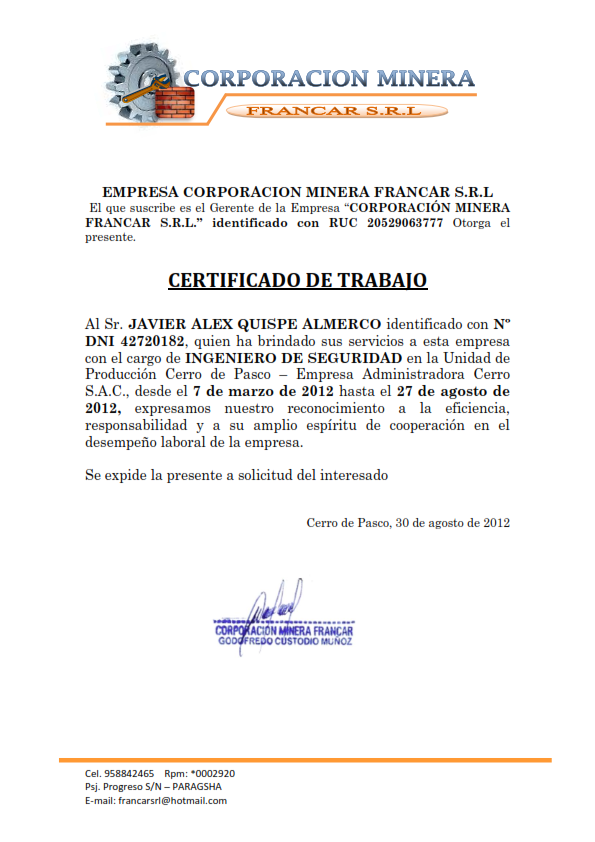 CORPORACION MINERA
FRANCAR S.R.L
EMPRESA CORPORACION MINERA FRANCAR S.R.L
El que suscribe es el Gerente de la Empresa “CORPORACIÓN MINERA
FRANCAR S.R.L.” identificado con RUC 20529063777 Otorga el
presente.
CERTIFICADO DE TRABAJO
Al Sr. JAVIER ALEX QUISPE ALMERCO identificado con Nº
DNI 42720182, quien ha brindado sus servicios a esta empresa
con el cargo de INGENIERO DE SEGURIDAD en la Unidad de
Producción Cerro de Pasco – Empresa Administradora Cerro
S.A.C., desde el 7 de marzo de 2012 hasta el 27 de agosto de
2012, expresamos nuestro reconocimiento a la eficiencia,
responsabilidad y a su amplio espíritu de cooperación en el
desempeño laboral de la empresa.
Se expide la presente a solicitud del interesado
Cerro de Pasco, 30 de agosto de 2012
CORPORACIÓN MINERA FRANCAR
GODOFREDO CUSTODIO MUÑOZ
Cel. 958842465 Rpm: *0002920
Psj. Progreso S/N – PARAGSHA
E-mail: francarsrl@hotmail.com